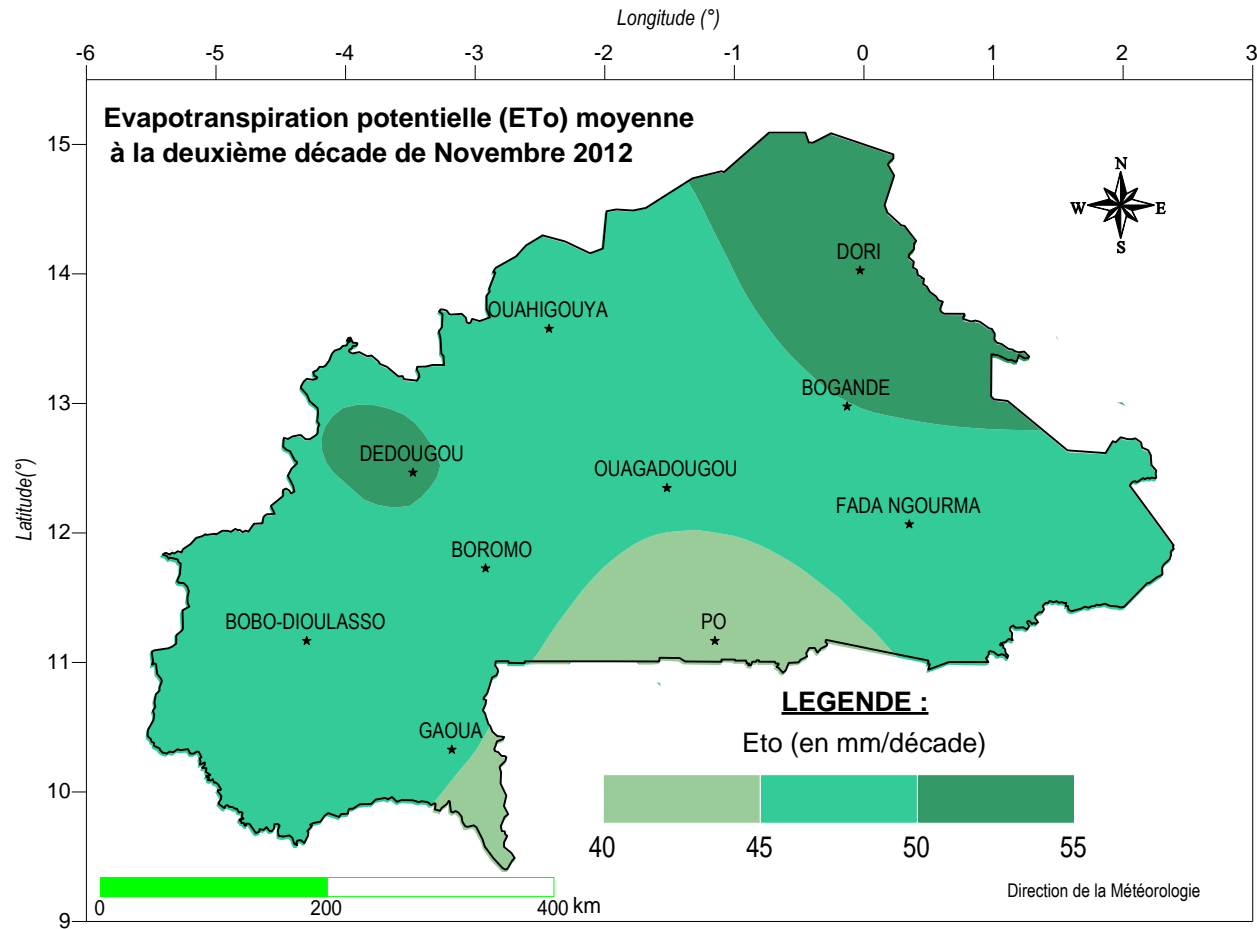 Longitude (°)
-6 -5 -4 -3 -2 -1 0 1 2 3
Evapotranspiration potentielle (ETo) moyenne
à la deuxième décade de Novembre 2012
15
N
W E
S
DORI
14
OUAHIGOUYA
BOGANDE
13
DEDOUGOU
OUAGADOUGOU
FADA NGOURMA
Latitude(°)
12
BOROMO
BOBO-DIOULASSO
PO
11
LEGENDE :
GAOUA
Eto (en mm/décade)
10
40 45 50 55
Direction de la Météorologie
0 200 400 km
9